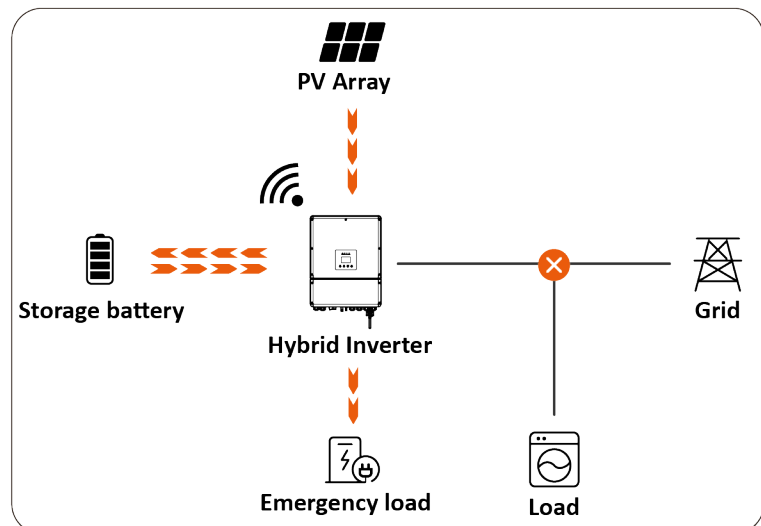 PV Array
Storage battery
Hybrid Inverter
Grid
Emergency load
Load